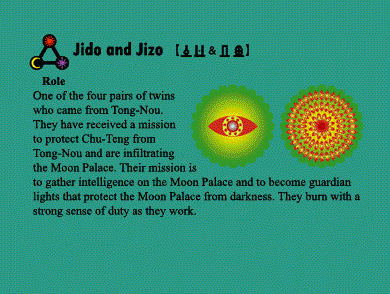 Jido and Jizo
Role
One of the four pairs of twins
who came from Tong-Nou.
They have received a mission
to protect Chu-Teng from
Tong-Nou and are infiltrating
the Moon Palace. Their mission is
to gather intelligence on the Moon Palace and to become guardian
lights that protect the Moon Palace from darkness. They burn with a
strong sense of duty as they work.